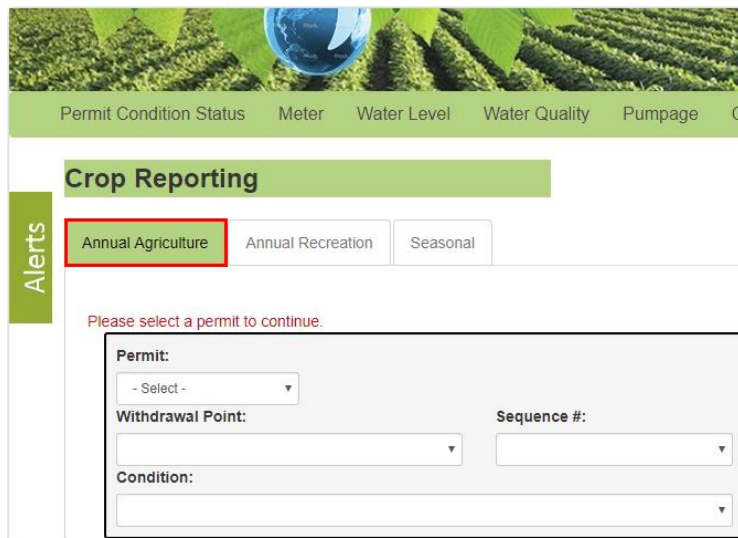 Permit Condition Status Meter Water Level Water Quality Pumpage
Crop Reporting
Alerts
Annual Agriculture Annual Recreation Seasonal
Please select a permit to continue.
Permit:
- Select -
Withdrawal Point: Sequence #:
Condition: